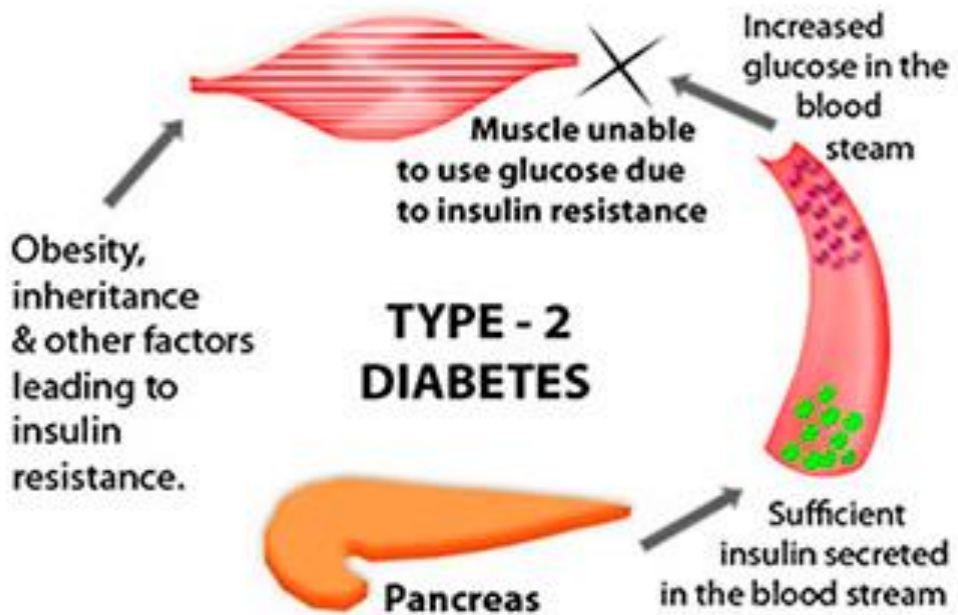 Increased
glucose in the
blood
steam
Muscle unable
to use glucose due
to insulin resistance
Obesity,
inheritance
& other factors
leading to
insulin
resistance.
TYPE - 2
DIABETES
Pancreas
Sufficient
insulin secreted
in the blood stream